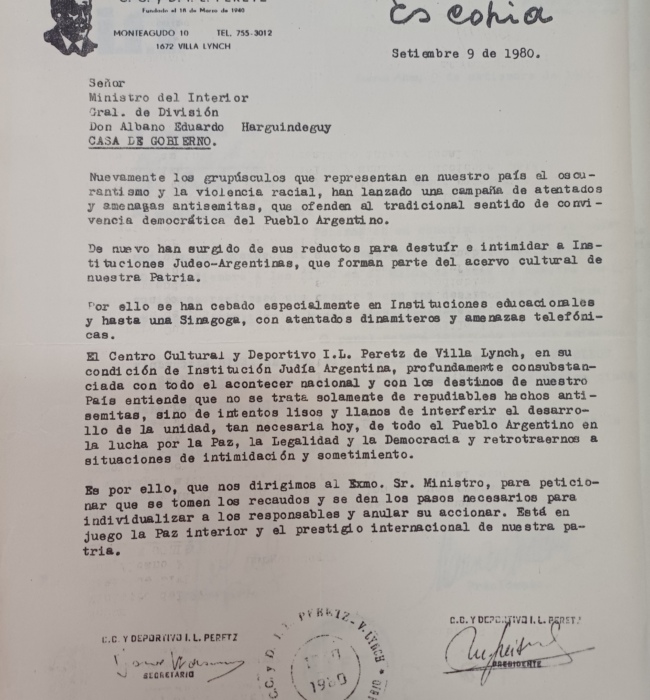 Fundado el 18 de Marzo de 1940
MONTEAGUDO 10 TEL. 755-3012
1672 VILLA LYNCH
Es copia
Setiembre 9 de 1980.
Señor
Ministro del Interior
Gral. de División
Don Albano Eduardo Harguindeguy
CASA DE GOBIERNO.
Nuevamente los grupúsculos que representan en nuestro país el oscu-
rantismo y la violencia racial, han lanzado una campaña de atentados
y amenagas antisemitas, que ofenden al tradicional sentido de convi-
vencia democrática del Pueblo Argentino.
De nuevo han surgido de sus reductos para destuír e intimidar a Ins-
tituciones Judeo-Argentinas, que forman parte del acervo cultural de
nuestra Patria.
Por ello se han cebado especialmente en Instituciones educacionales
y hasta una Sinagoga, con atentados dinamiteros y amenazas telefóni-
cas.
El Centro Cultural y Deportivo I.L. Peretz de Villa Lynch, en su
condición de Institución Judía Argentina, profundamente consubstan-
ciada con todo el acontecer nacional y con los destinos de nuestro
País entiende que no se trata solamente de repudiables hechos anti-
semitas, sino de intentos lisos y llanos de interferir el desarro-
llo de la unidad, tan necesaria hoy, de todo el Pueblo Argentino en
la lucha por la Paz, la Legalidad y la Democracia y retrotraernos a
situaciones de intimidación y sometimiento.
Es por ello, que nos dirigimos al Exmo. Sr. Ministro, para peticio-
nar que se tomen los recaudos y se den los pasos necesarios para
individualizar a los responsables y anular su accionar. Está en
juego la Paz interior y el prestigio internacional de nuestra pa-
tria.
C.C. Y DEPORTIVO I. L. PERETZ
SECRETARIO
C.C. Y D. I. L. PERETZ - V. LYNCH
1980
C.C. Y DEPORTIVO I. L. PERETZ
PRESIDENTE